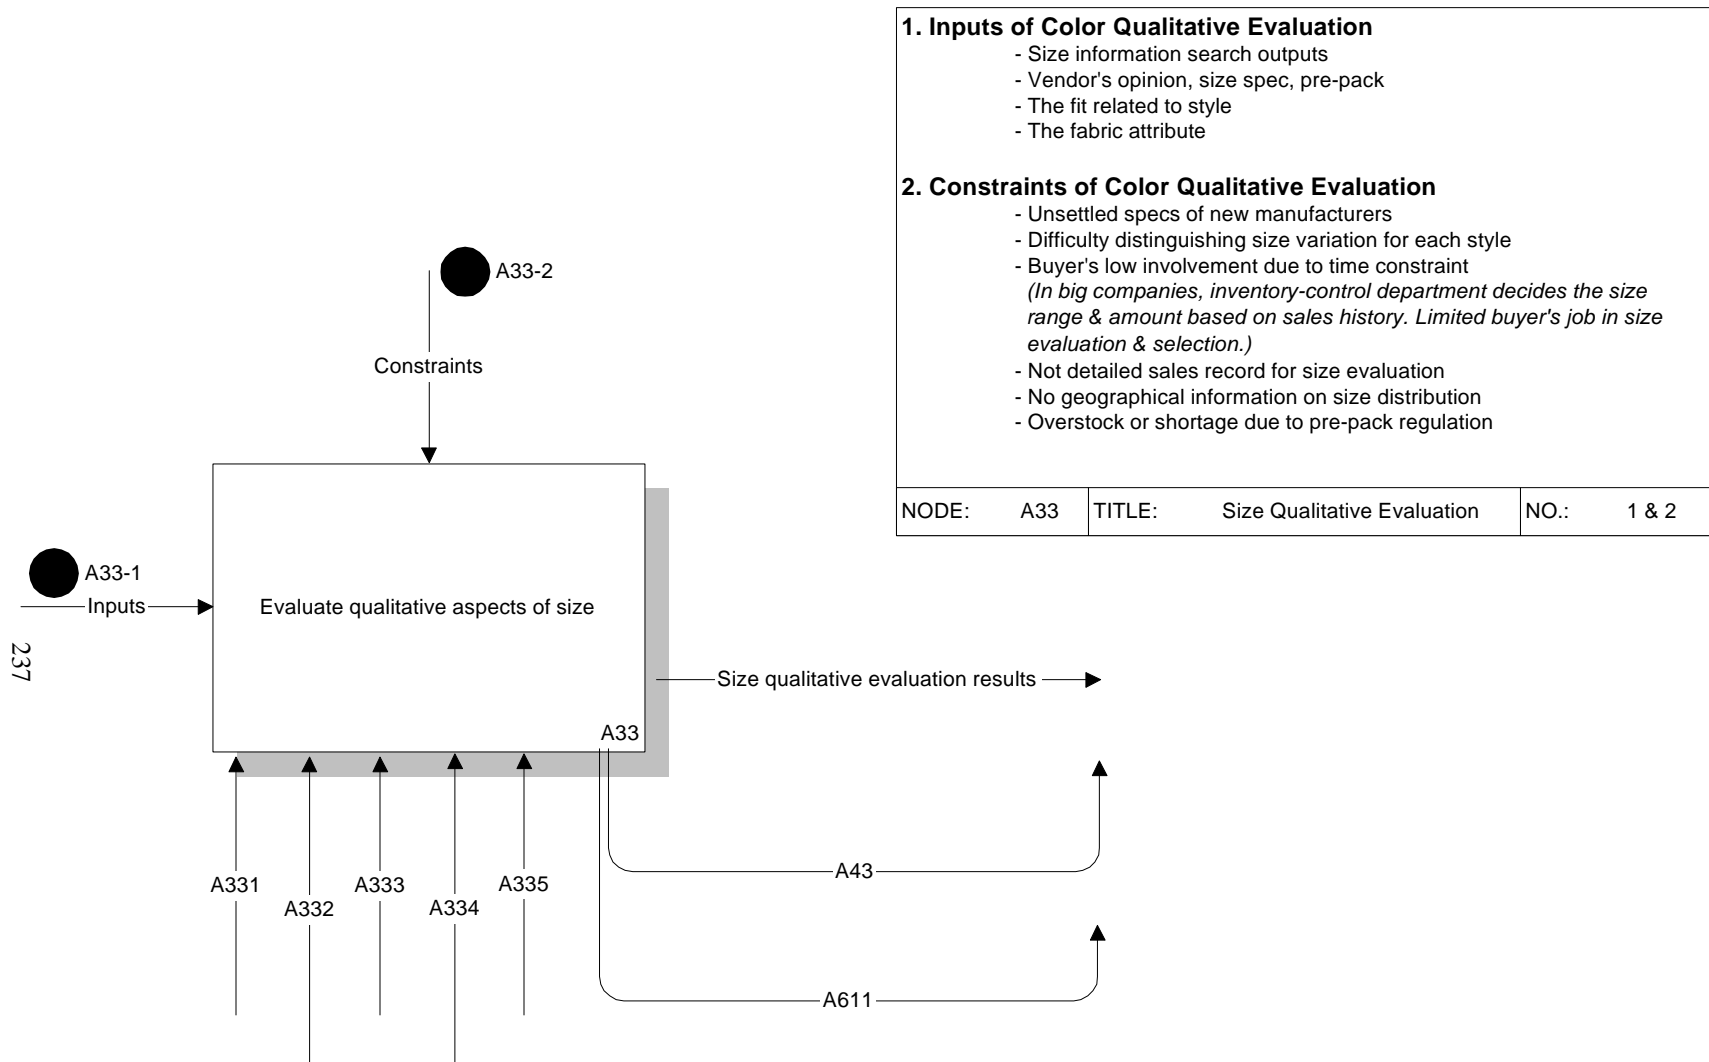 1. Inputs of Color Qualitative Evaluation
- Size information search outputs
- Vendor's opinion, size spec, pre-pack
- The fit related to style
- The fabric attribute
2. Constraints of Color Qualitative Evaluation
- Unsettled specs of new manufacturers
- Difficulty distinguishing size variation for each style
- Buyer's low involvement due to time constraint
(In big companies, inventory-control department decides the size
range & amount based on sales history. Limited buyer's job in size
evaluation & selection.)
- Not detailed sales record for size evaluation
- No geographical information on size distribution
- Overstock or shortage due to pre-pack regulation
NODE: A33 TITLE: Size Qualitative Evaluation NO.: 1 & 2
A33-2
Constraints
A33-1
Inputs
Evaluate qualitative aspects of size
237
Size qualitative evaluation results
A33
A43
A331
A332
A333
A334
A335
A611